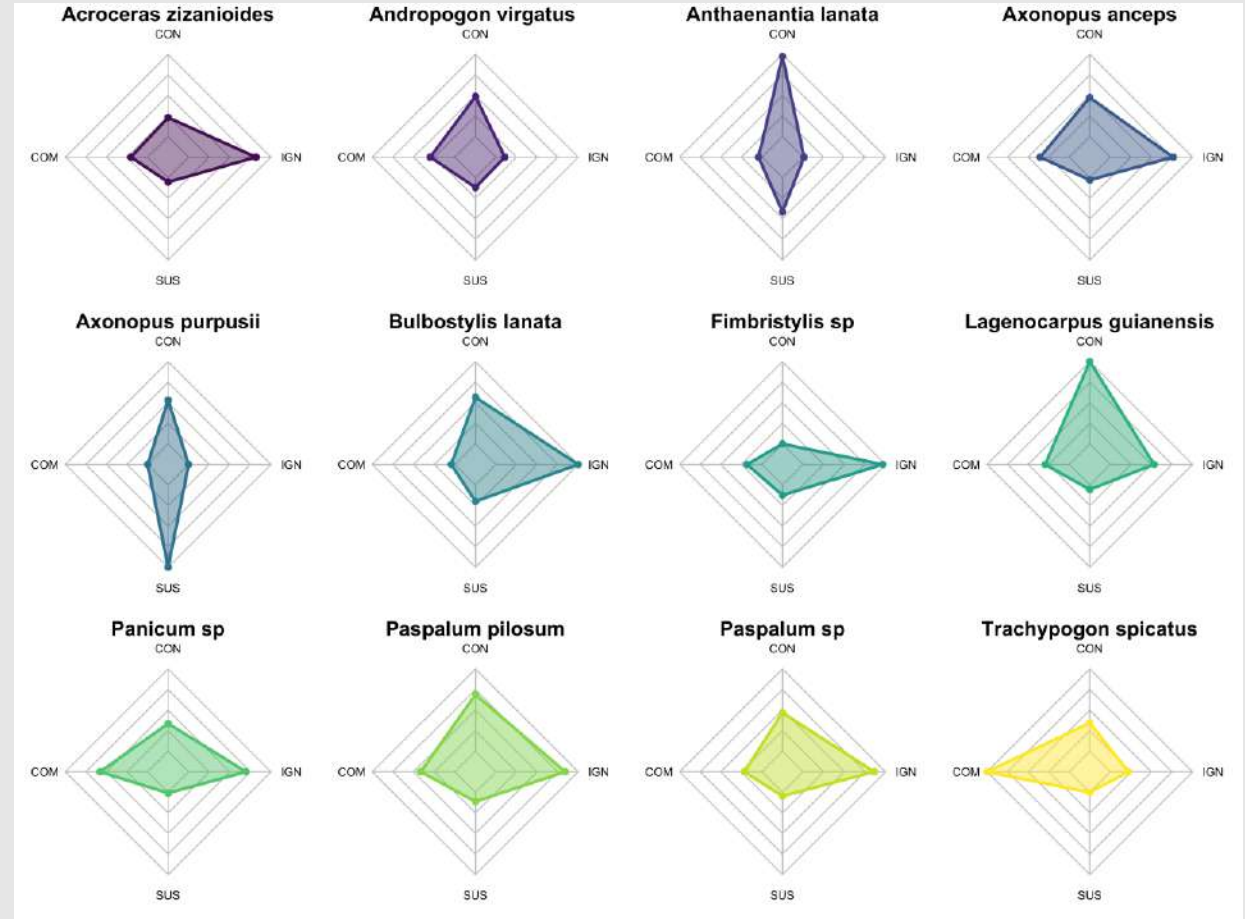 Acroceras zizanioides
CON
COM
IGN
SUS
Andropogon virgatus
CON
COM
IGN
SUS
Anthaenantia lanata
CON
COM
IGN
SUS
Axonopus anceps
CON
COM
IGN
SUS
Axonopus purpusii
CON
COM
IGN
SUS
Bulbostylis lanata
CON
COM
IGN
SUS
Fimbristylis sp
CON
COM
IGN
SUS
Lagenocarpus guianensis
CON
COM
IGN
SUS
Panicum sp
CON
COM
IGN
SUS
Paspalum pilosum
CON
COM
IGN
SUS
Paspalum sp
CON
COM
IGN
SUS
Trachypogon spicatus
CON
COM
IGN
SUS